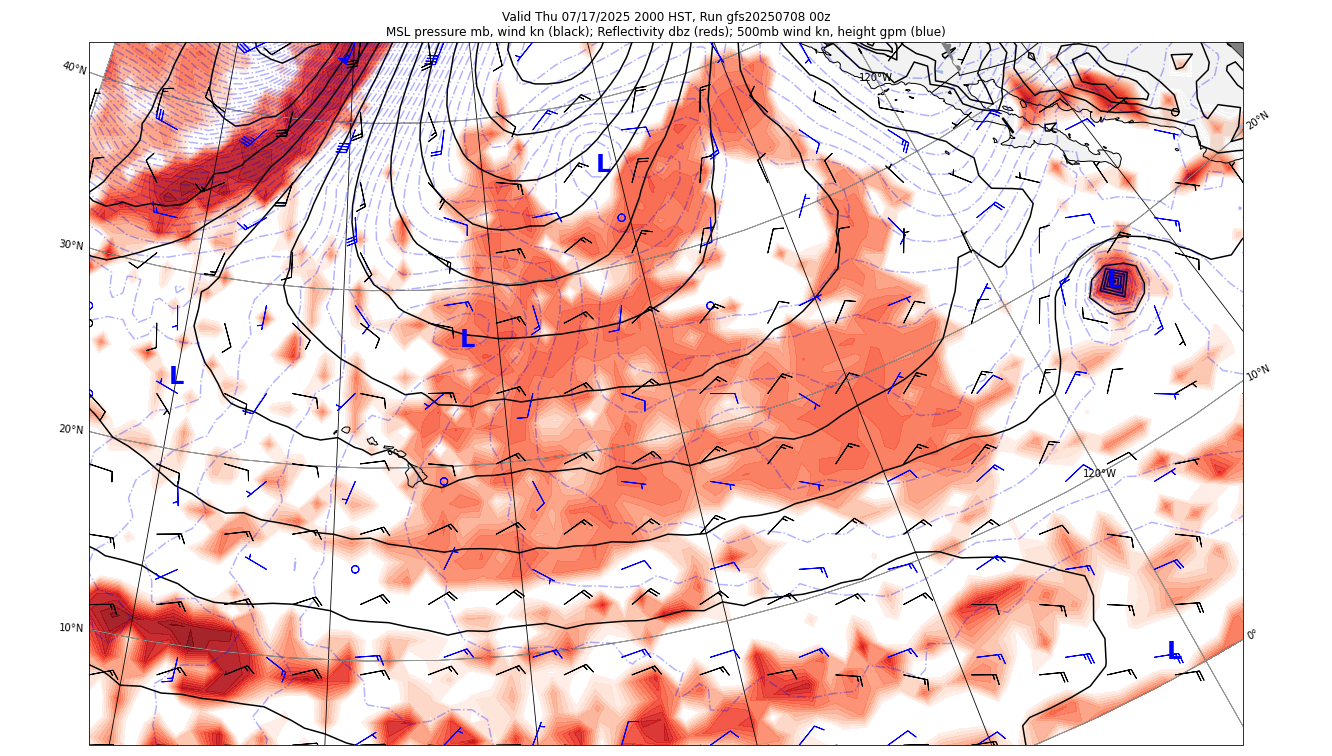 Valid Thu 07/17/2025 2000 HST, Run gfs20250708 00z
MSL pressure mb, wind kn (black); Reflectivity dbz (reds); 500mb wind kn, height gpm (blue)
40°N
120°W
20°N
L
30°N
L
L
10°N
20°N
120°W
10°N
0°
L